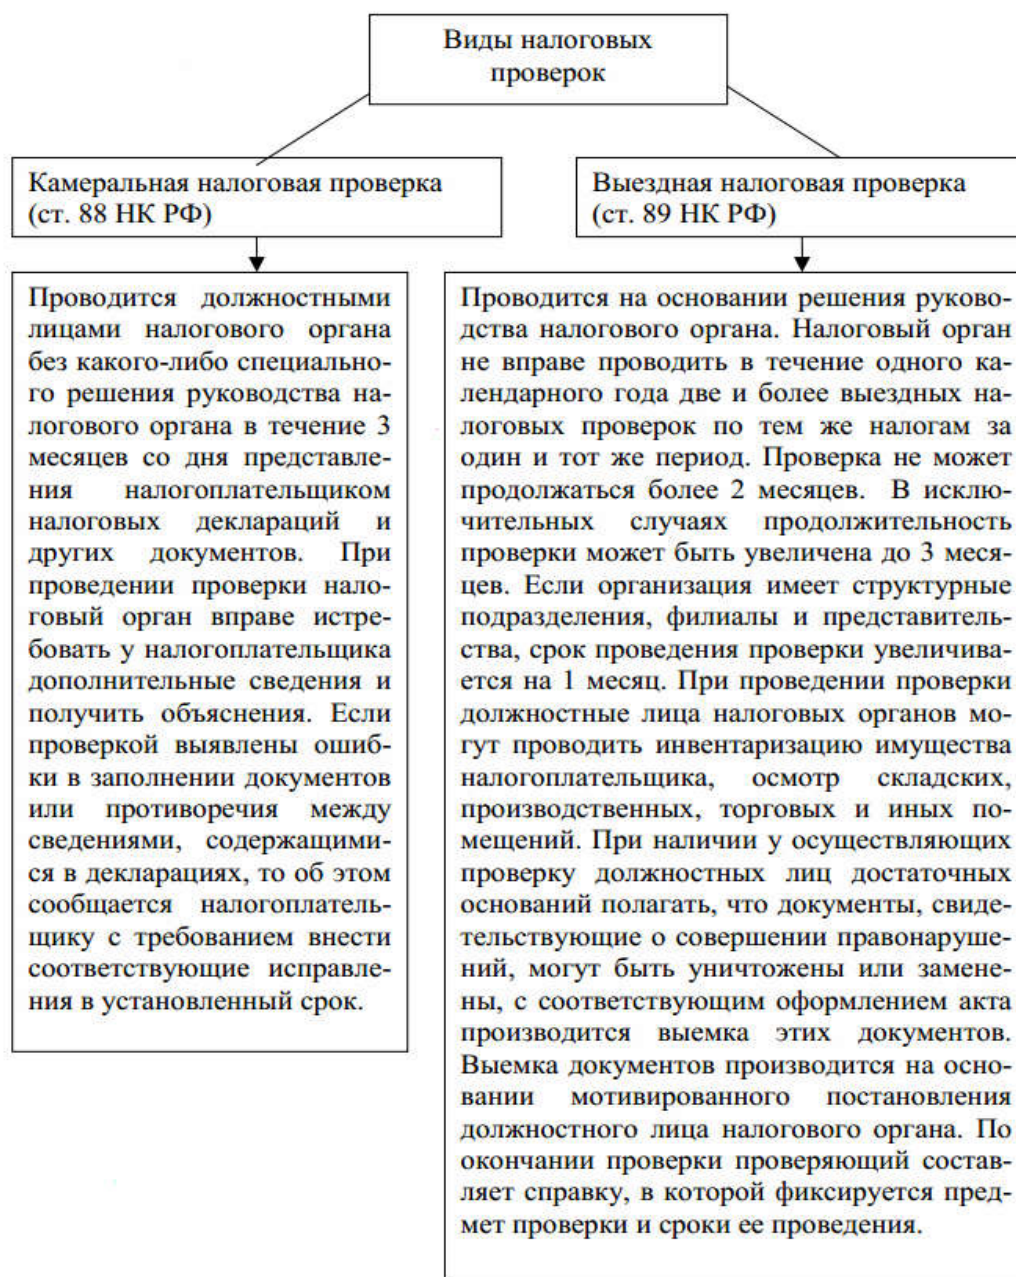 Виды налоговых
проверок
Камеральная налоговая проверка
(ст. 88 НК РФ)
Выездная налоговая проверка
(ст. 89 НК РФ)
Проводится должностными
лицами налогового органа
без какого-либо специально-
го решения руководства на-
логового органа в течение 3
месяцев со дня представле-
ния налогоплательщиком
налоговых деклараций и
других документов. При
проведении проверки нало-
говый орган вправе истре-
бовать у налогоплательщика
дополнительные сведения и
получить объяснения. Если
проверкой выявлены ошиб-
ки в заполнении документов
или противоречия между
сведениями, содержащими-
ся в декларациях, то об этом
сообщается налогоплатель-
щику с требованием внести
соответствующие исправле-
ния в установленный срок.
Проводится на основании решения руково-
дства налогового органа. Налоговый орган
не вправе проводить в течение одного ка-
лендарного года две и более выездных на-
логовых проверок по тем же налогам за
один и тот же период. Проверка не может
продолжаться более 2 месяцев. В исклю-
чительных случаях продолжительность
проверки может быть увеличена до 3 меся-
цев. Если организация имеет структурные
подразделения, филиалы и представитель-
ства, срок проведения проверки увеличива-
ется на 1 месяц. При проведении проверки
должностные лица налоговых органов мо-
гут проводить инвентаризацию имущества
налогоплательщика, осмотр складских,
производственных, торговых и иных по-
мещений. При наличии у осуществляющих
проверку должностных лиц достаточных
оснований полагать, что документы, свиде-
тельствующие о совершении правонаруше-
ний, могут быть уничтожены или замене-
ны, с соответствующим оформлением акта
производится выемка этих документов.
Выемка документов производится на осно-
вании мотивированного постановления
должностного лица налогового органа. По
окончании проверки проверяющий состав-
ляет справку, в которой фиксируется пред-
мет проверки и сроки ее проведения.